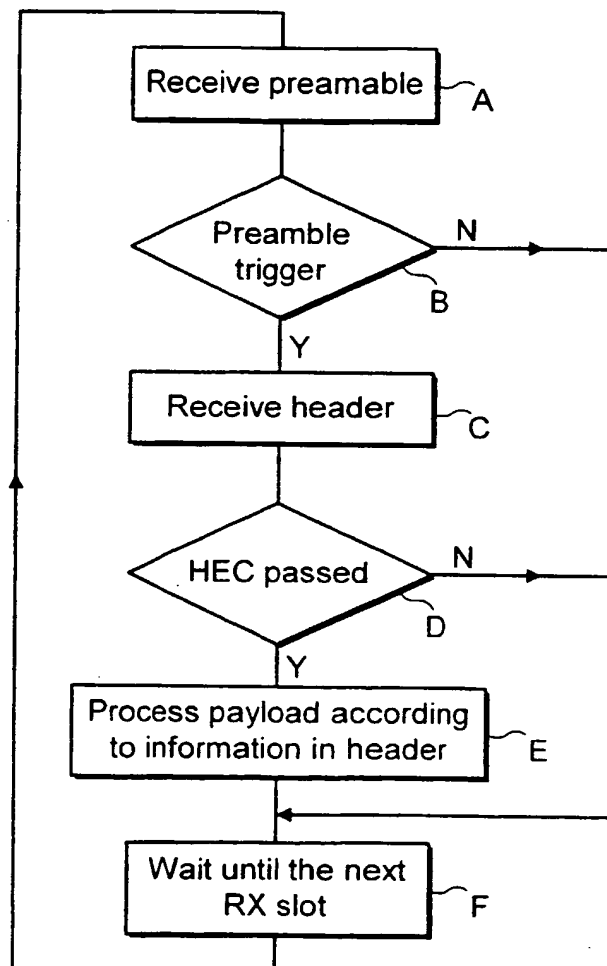 Receive preamable
A
Preamble
trigger
N
B
Y
Receive header
C
HEC passed
N
D
Y
Process payload according
to information in header
E
Wait until the next
RX slot
F